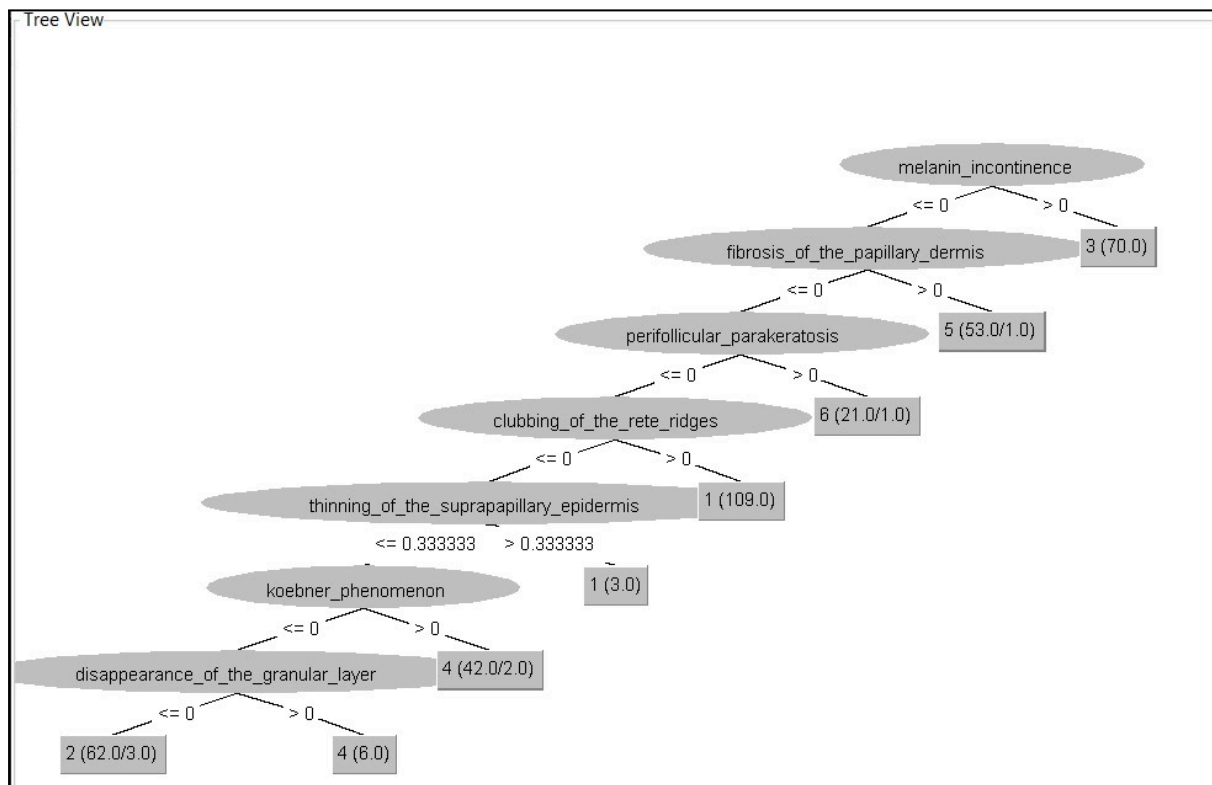 Tree View
melanin_incontinence
<= 0
> 0
fibrosis_of_the_papillary_dermis
3 (70.0)
<= 0
> 0
perifollicular_parakeratosis
5 (53.0/1.0)
<= 0
> 0
clubbing_of_the_rete_ridges
6 (21.0/1.0)
<= 0
> 0
thinning_of_the_suprapapillary_epidermis
1 (109.0)
<= 0.333333
> 0.333333
koebner_phenomenon
1 (3.0)
<= 0
> 0
disappearance_of_the_granular_layer
4 (42.0/2.0)
<= 0
> 0
2 (62.0/3.0)
4 (6.0)